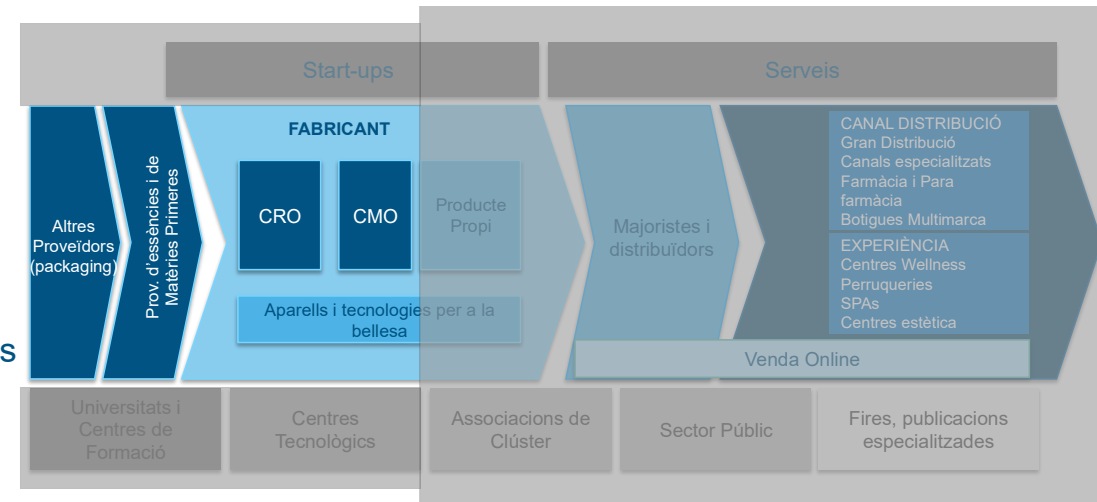 Start-ups
Serveis
Altres
Proveïdors
(packaging)
Prov. d'essències i de
Matèries Primeres
FABRICANT
CRO
CMO
Producte
Propi
Aparells i tecnologies per a la
bellesa
Majoristes i
distribuïdors
CANAL DISTRIBUCIÓ
Gran Distribució
Canals especialitzats
Farmàcia i Para
farmàcia
Botigues Multimarca
EXPERIÈNCIA
Centres Wellness
Perruqueries
SPAs
Centres estètica
Venda Online
s
Universitats i
Centres de
Formació
Centres
Tecnològics
Associacions de
Clúster
Sector Públic
Fires, publicacions
especialitzades